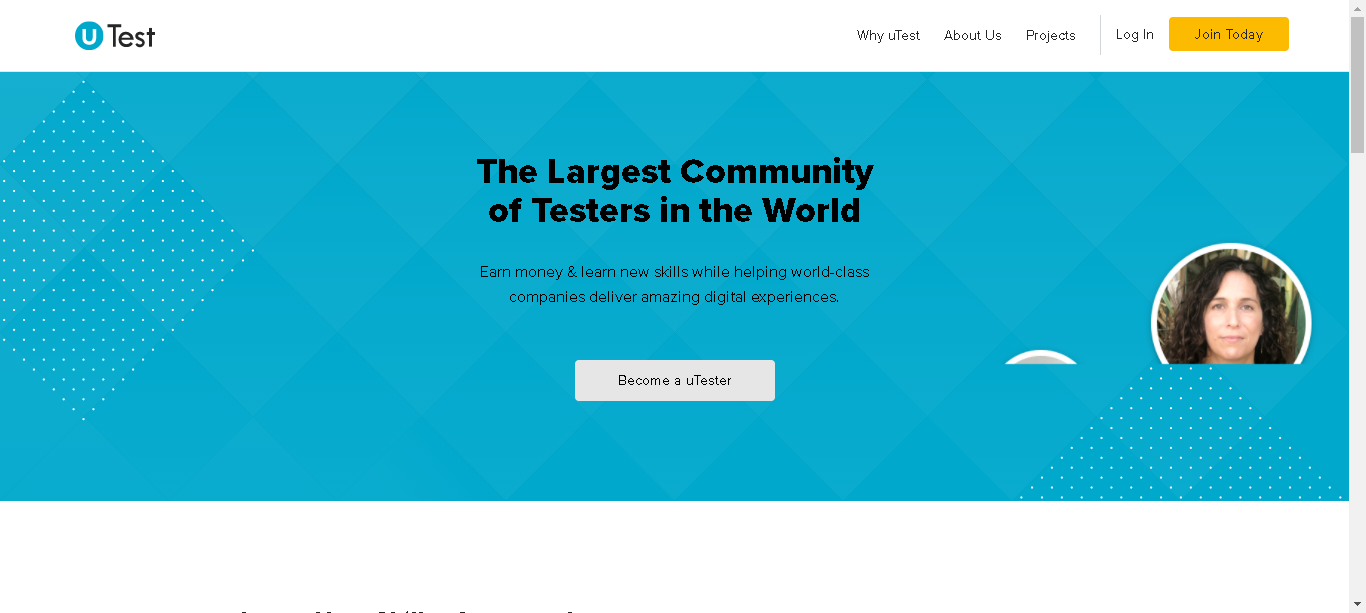 uTest
Why uTest
About Us
Projects
Log In
Join Today
The Largest Community
of Testers in the World
Earn money & learn new skills while helping world-class
companies deliver amazing digital experiences.
Become a uTester